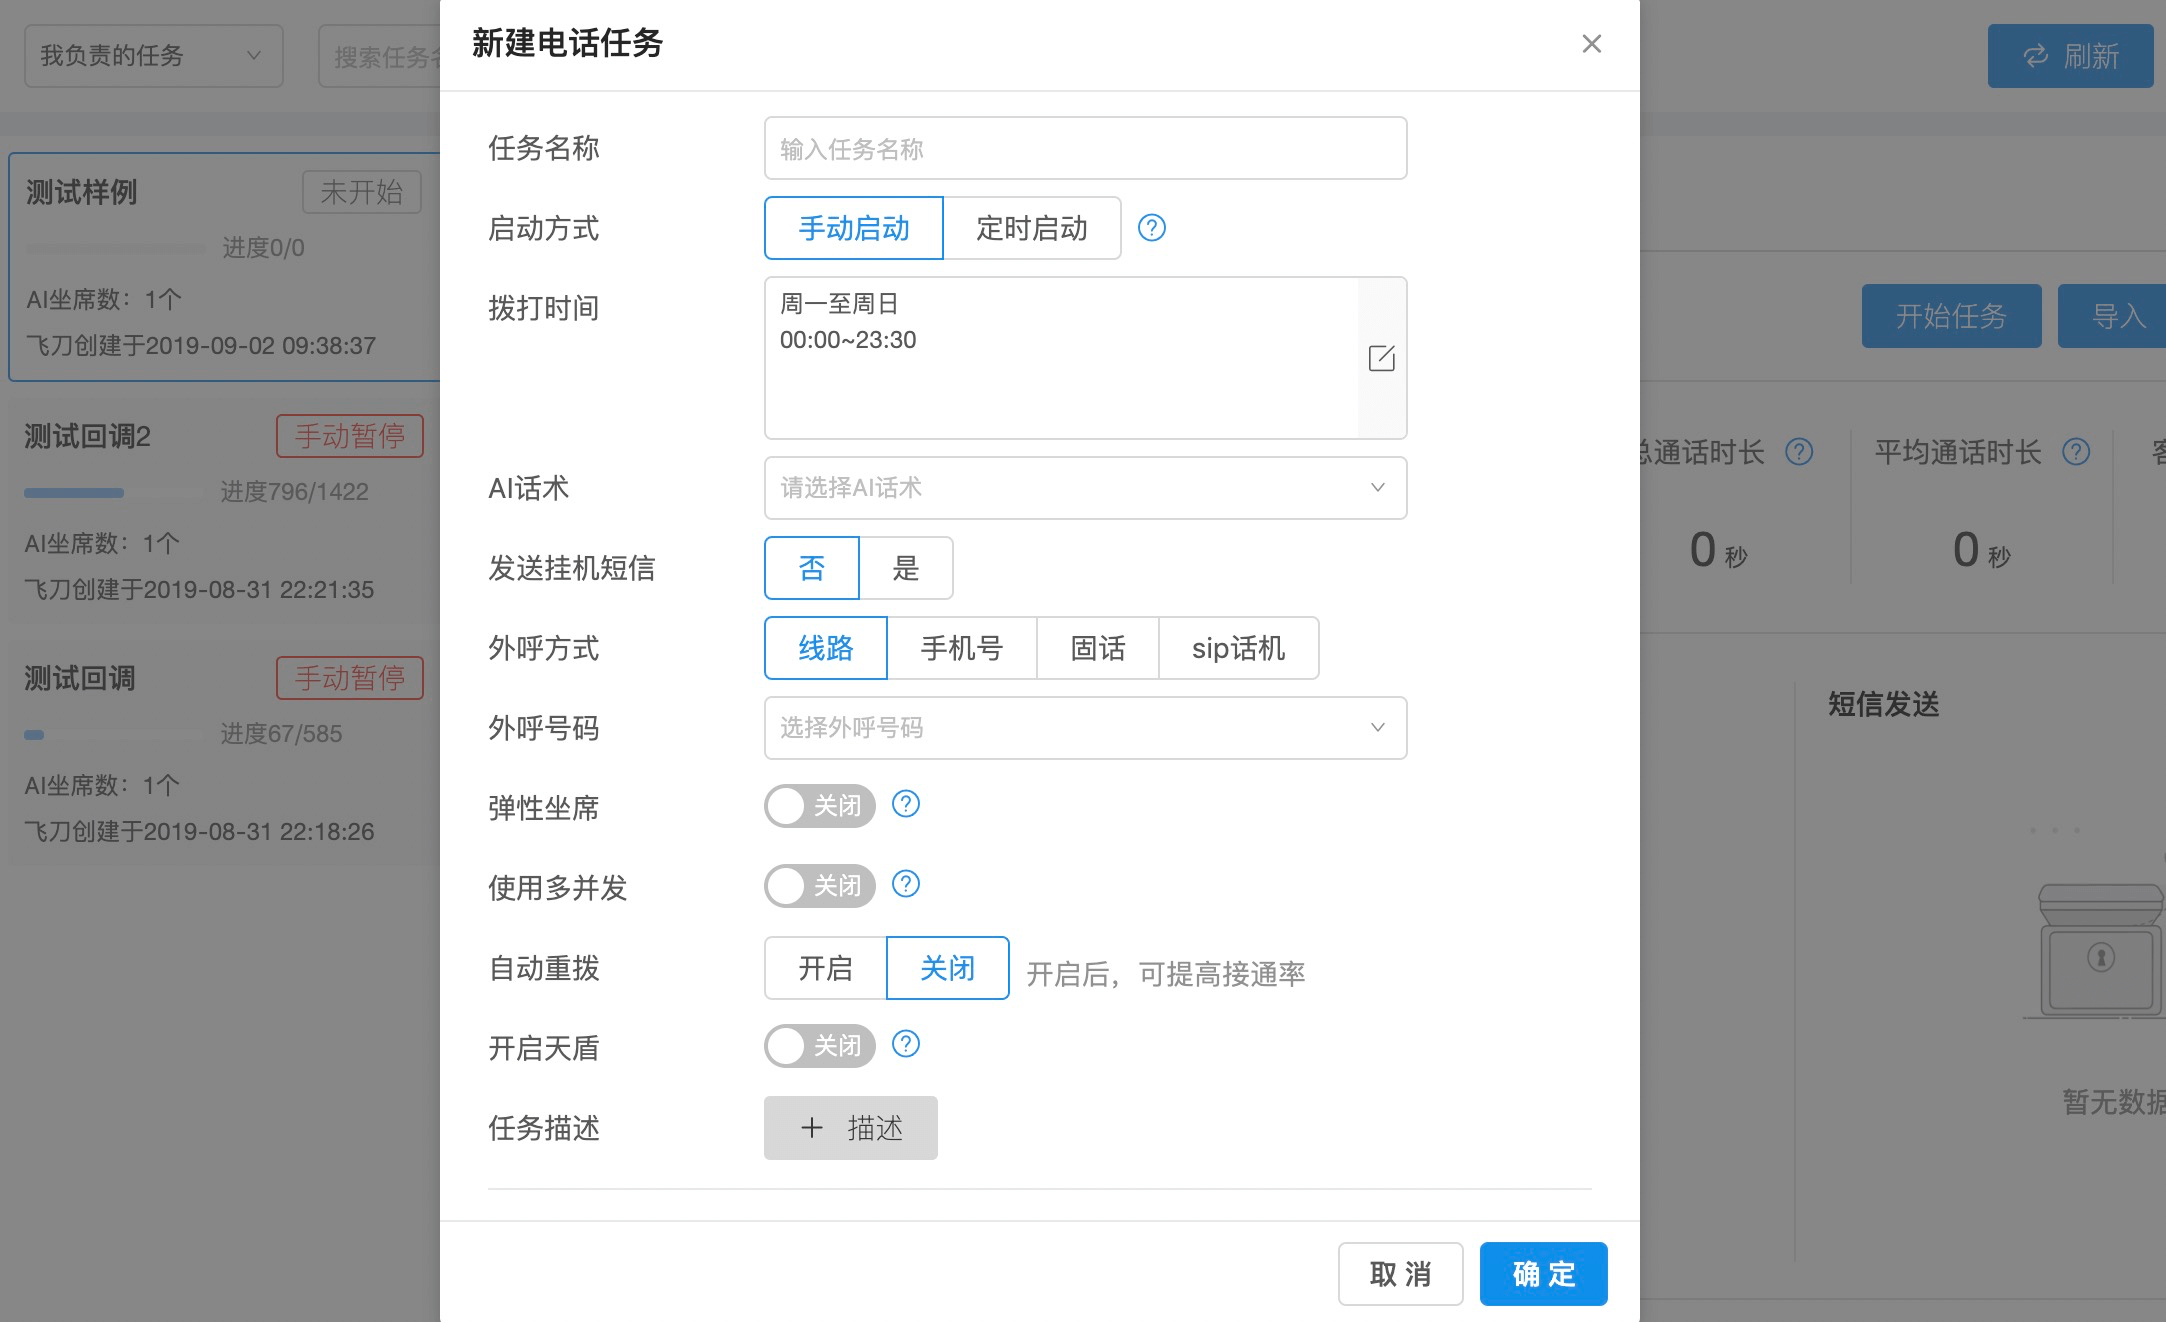 我负责的任务
搜索任务
刷新
测试样例
未开始
进度0/0
AI坐席数：1个
飞刀创建于2019-09-02 09:38:37
测试回调2
手动暂停
进度796/1422
AI坐席数：1个
飞刀创建于2019-08-31 22:21:35
测试回调
手动暂停
进度67/585
AI坐席数：1个
飞刀创建于2019-08-31 22:18:26
新建电话任务
任务名称
输入任务名称
启动方式
手动启动
定时启动
拨打时间
周一至周日
00:00~23:30
AI话术
请选择AI话术
发送挂机短信
否
是
外呼方式
线路
手机号
固话
sip话机
外呼号码
选择外呼号码
弹性坐席
关闭
使用多并发
关闭
自动重拨
开启
关闭
开启后，可提高接通率
开启天盾
关闭
任务描述
+ 描述
取 消
确 定
开始任务
导入
总通话时长
平均通话时长
0 秒
0 秒
短信发送
暂无数据